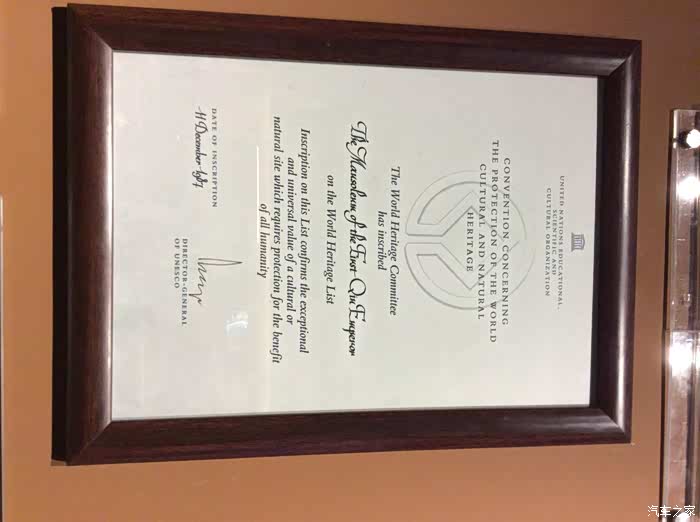 UNITED NATIONS EDUCATIONAL,
SCIENTIFIC AND
CULTURAL ORGANIZATION
CONVENTION CONCERNING
THE PROTECTION OF THE WORLD
CULTURAL AND NATURAL
HERITAGE
The World Heritage Committee
has inscribed
The Mausoleum of the First Qin Emperor
on the World Heritage List
Inscription on this List confirms the exceptional
and universal value of a cultural or
natural site which requires protection for the benefit
of all humanity
DATE OF INSCRIPTION
11 December 1987
DIRECTOR-GENERAL
OF UNESCO
汽车之家